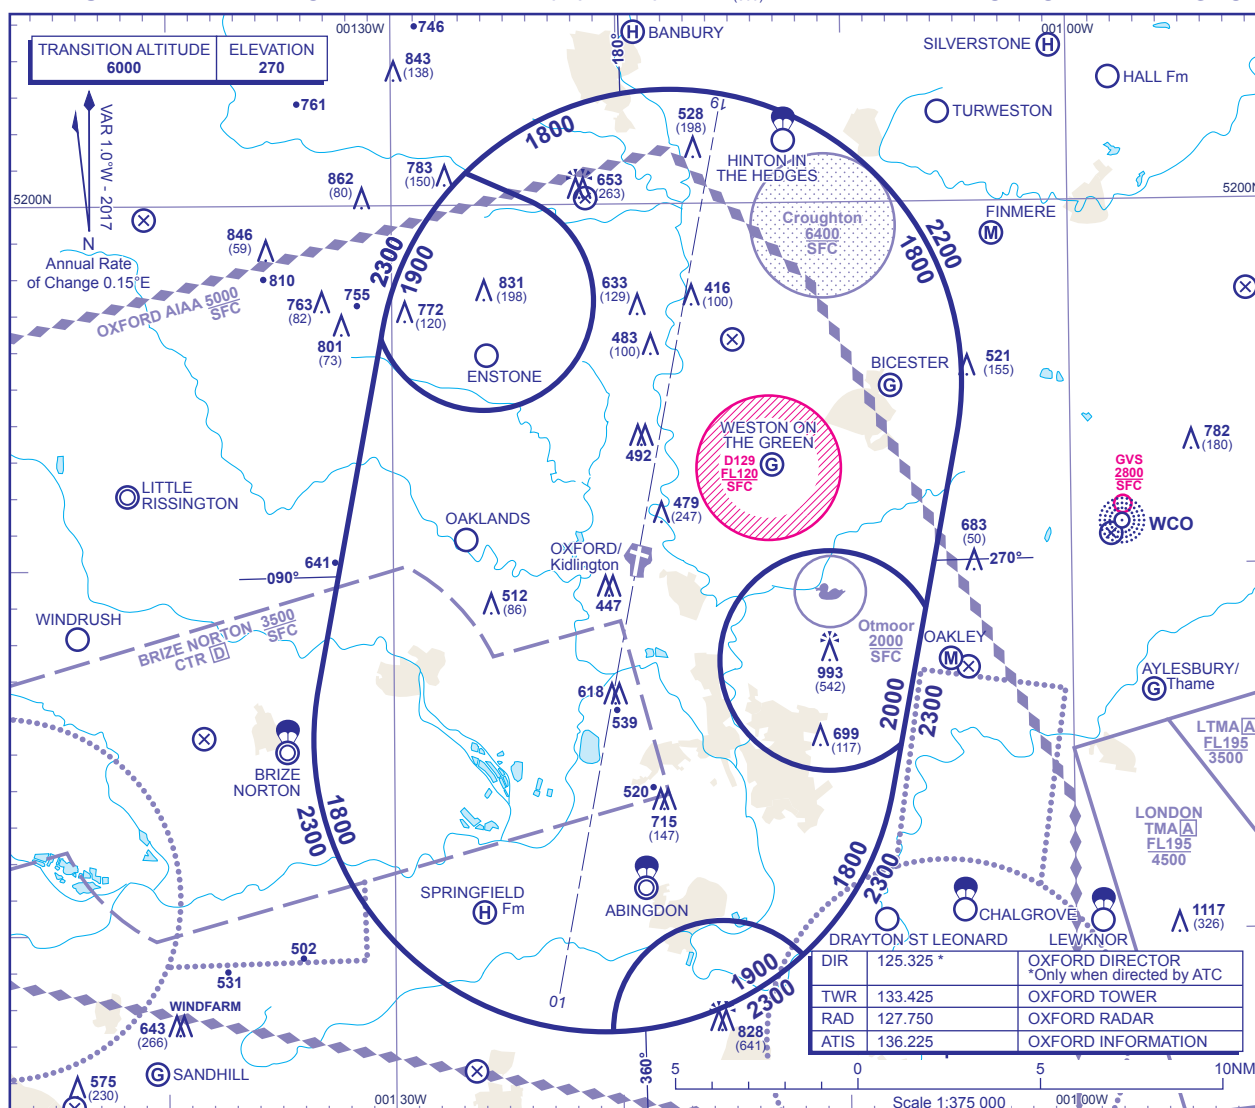 TRANSITION ALTITUDE
6000
ELEVATION
270
VAR 1.0°W - 2017
N
Annual Rate
of Change 0.15°E
00130W
746
180°
BANBURY
H
SILVERSTONE
H
00100W
HALL Fm
TURWESTON
843
(138)
761
1800
528
(198)
19
HINTON IN
THE HEDGES
783
(150)
862
(80)
653
(263)
5200N
5200N
Croughton
6400
SFC
FINMERE
M
2200
1800
846
(59)
810
2300
1900
OXFORD AIAA 5000
SFC
763
(82)
755
801
(73)
772
(120)
831
(198)
633
(129)
416
(100)
483
(100)
ENSTONE
BICESTER
G
521
(155)
WESTON ON
THE GREEN
G
D129
FL120
SFC
492
782
(180)
GVS
2800
SFC
WCO
LITTLE
RISSINGTON
OAKLANDS
479
(247)
OXFORD/
Kidlington
683
(50)
270°
641
090°
447
512
(86)
WINDRUSH
BRIZE NORTON 3500
SFC
CTR D
Otmoor
2000
SFC
OAKLEY
M
993
(542)
AYLESBURY/
Thame
G
618
539
699
(117)
2000
2300
LTMA A
FL195
3500
BRIZE
NORTON
1800
2300
520
715
(147)
LONDON
TMA A
FL195
4500
1800
2300
SPRINGFIELD
Fm
H
ABINGDON
CHALGROVE
1117
(326)
DRAYTON ST LEONARD
LEWKNOR
502
531
1900
2300
01
WINDFARM
643
(266)
828
(641)
360°
G
SANDHILL
575
(230)
DIR 125.325 * OXFORD DIRECTOR
*Only when directed by ATC
TWR 133.425 OXFORD TOWER
RAD 127.750 OXFORD RADAR
ATIS 136.225 OXFORD INFORMATION
5 0 5 10NM
00130W
Scale 1:375 000
00100W